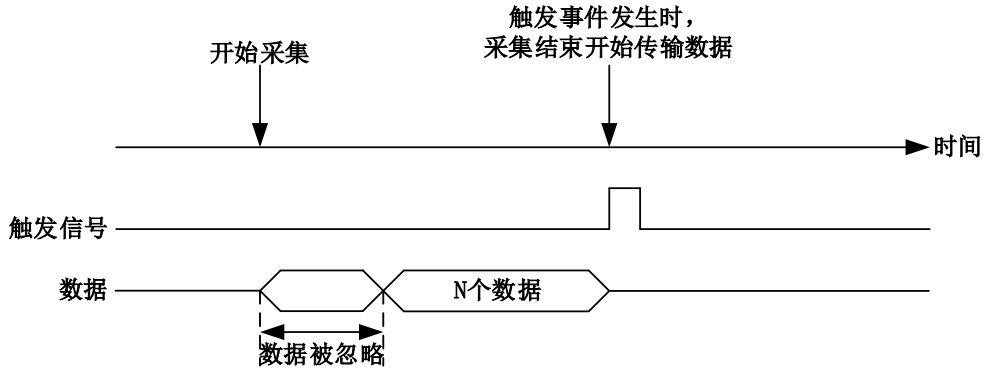 触发事件发生时，
采集结束开始传输数据
开始采集
时间
触发信号
数据
N个数据
数据被忽略